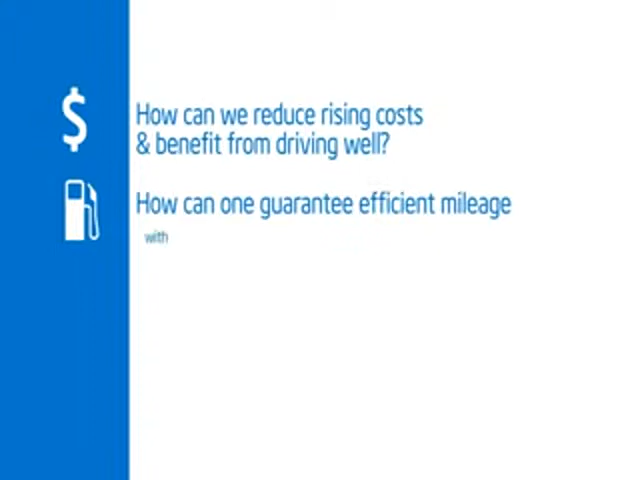 $
How can we reduce rising costs
& benefit from driving well?
How can one guarantee efficient mileage
with